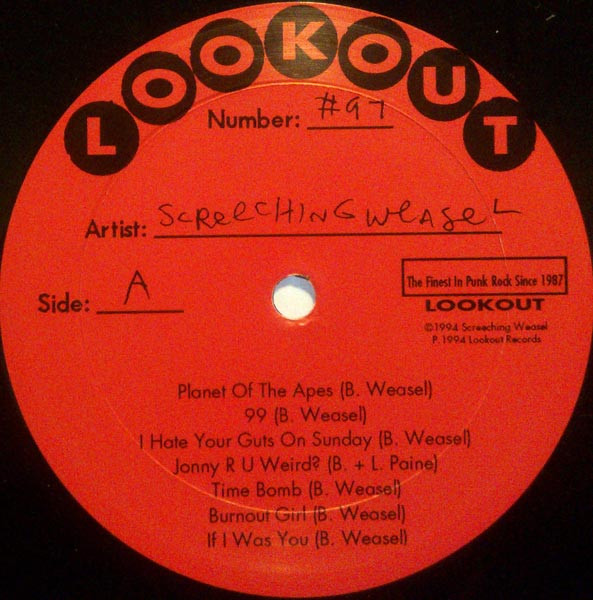 LOOKOUT
Number: #97
Artist: SCReeCHING WeASeL
Side: A
The Finest In Punk Rock Since 1987
LOOKOUT
©1994 Screeching Weasel
P. 1994 Lookout Records
Planet Of The Apes (B. Weasel)
99 (B. Weasel)
I Hate Your Guts On Sunday (B. Weasel)
Jonny R U Weird? (B. + L. Paine)
Time Bomb (B. Weasel)
Burnout Girl (B. Weasel)
If I Was You (B. Weasel)